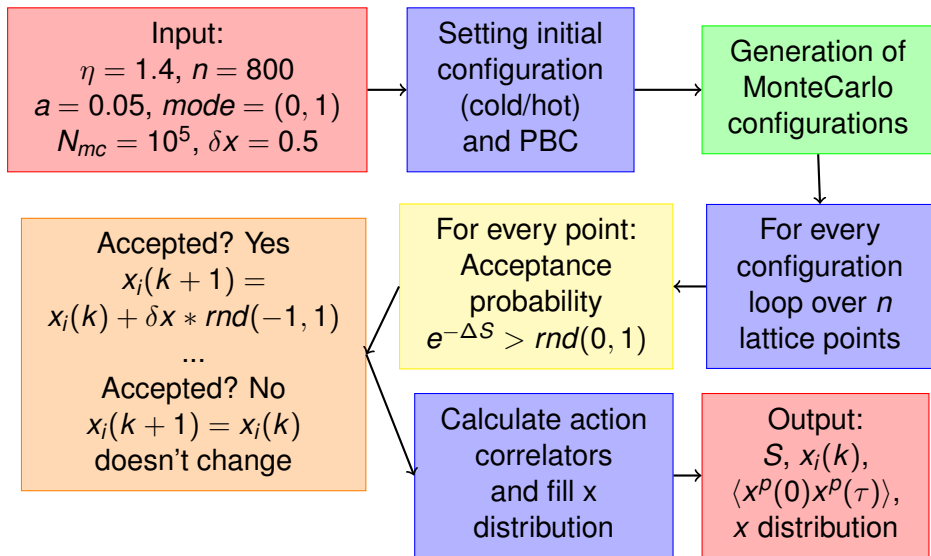 Input:
η = 1.4, n = 800
a = 0.05, mode = (0, 1)
N_mc = 10^5, δx = 0.5
Setting initial
configuration
(cold/hot)
and PBC
Generation of
MonteCarlo
configurations
For every
configuration
loop over n
lattice points
For every point:
Acceptance
probability
e^{−ΔS} > rnd(0, 1)
Accepted? Yes
x_i(k + 1) =
x_i(k) + δx ∗ rnd(−1, 1)
...
Accepted? No
x_i(k + 1) = x_i(k)
doesn't change
Calculate action
correlators
and fill x
distribution
Output:
S, x_i(k),
⟨x^p(0)x^p(τ)⟩,
x distribution